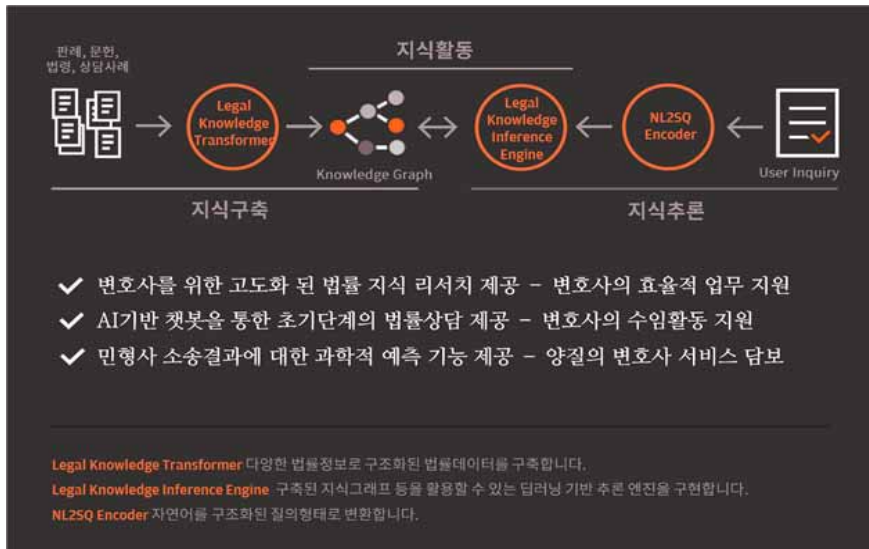 판례, 문헌,
법령, 상담사례
지식활동
Legal
Knowledge
Transformer
Knowledge Graph
Legal
Knowledge
Inference
Engine
NL2SQ
Encoder
User Inquiry
지식구축
지식추론
변호사를 위한 고도화 된 법률 지식 리서치 제공 – 변호사의 효율적 업무 지원
AI기반 챗봇을 통한 초기단계의 법률상담 제공 – 변호사의 수임활동 지원
민형사 소송결과에 대한 과학적 예측 기능 제공 – 양질의 변호사 서비스 담보
Legal Knowledge Transformer 다양한 법률정보로 구조화된 법률데이터를 구축합니다.
Legal Knowledge Inference Engine 구축된 지식그래프 등을 활용할 수 있는 딥러닝 기반 추론 엔진을 구현합니다.
NL2SQ Encoder 자연어를 구조화된 질의형태로 변환합니다.